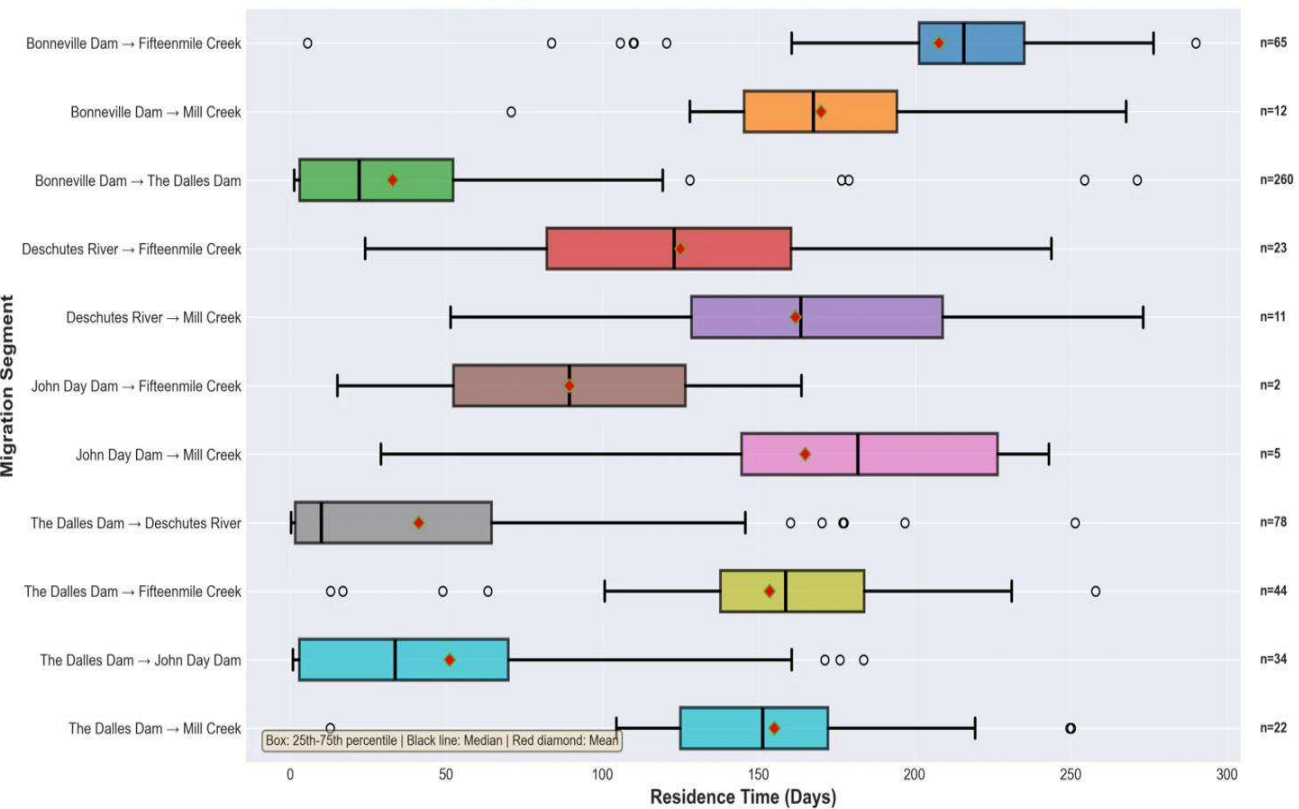 Bonneville Dam → Fifteenmile Creek n=65
Bonneville Dam → Mill Creek n=12
Bonneville Dam → The Dalles Dam n=260
Deschutes River → Fifteenmile Creek n=23
Deschutes River → Mill Creek n=11
John Day Dam → Fifteenmile Creek n=2
John Day Dam → Mill Creek n=5
The Dalles Dam → Deschutes River n=78
The Dalles Dam → Fifteenmile Creek n=44
The Dalles Dam → John Day Dam n=34
The Dalles Dam → Mill Creek n=22
Migration Segment
Box: 25th-75th percentile | Black line: Median | Red diamond: Mean
0 50 100 150 200 250 300
Residence Time (Days)